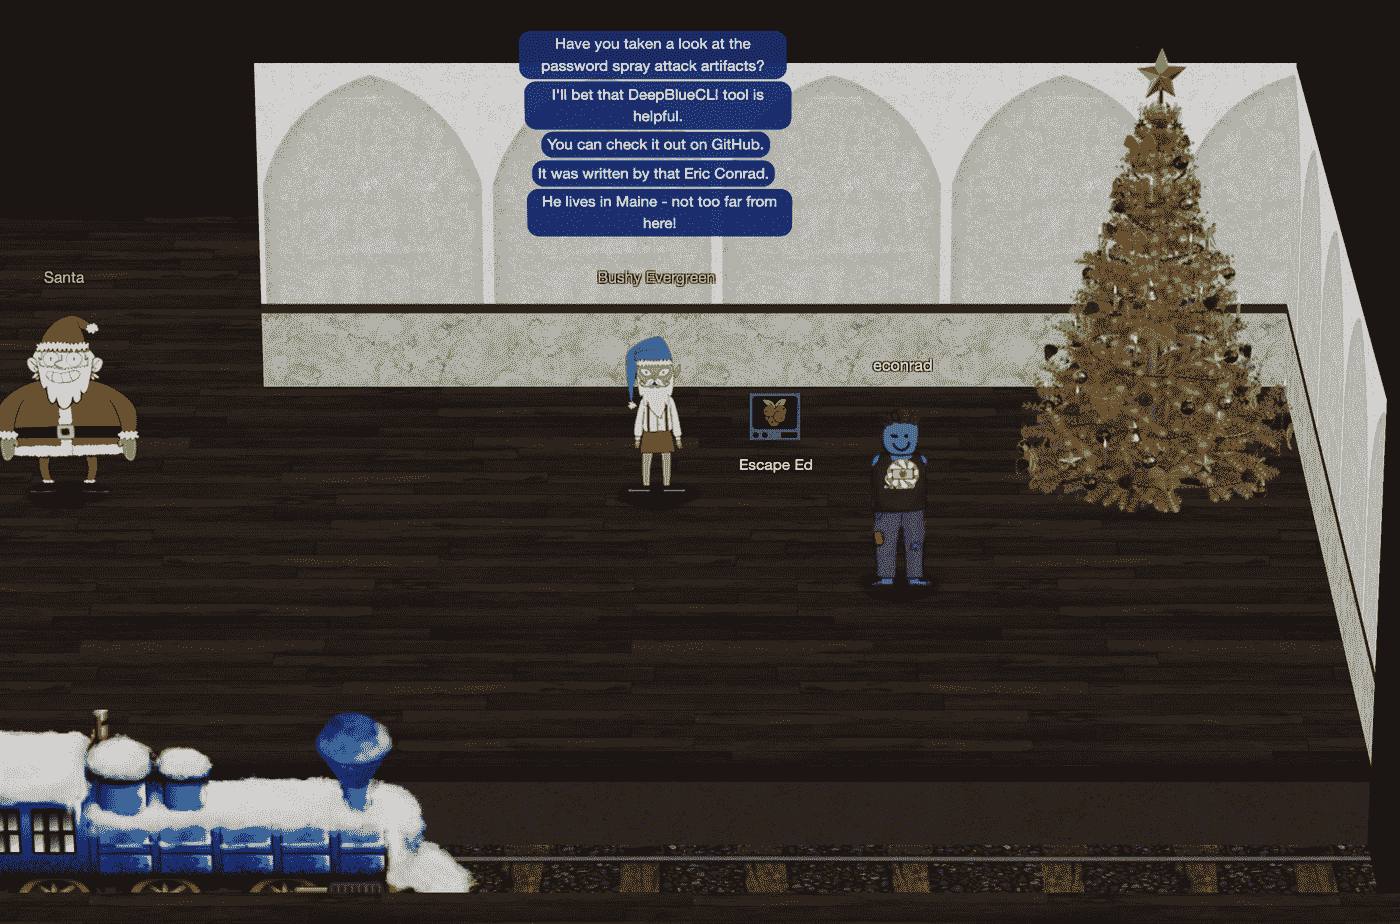 Have you taken a look at the
password spray attack artifacts?
I'll bet that DeepBlueCLI tool is
helpful.
You can check it out on GitHub.
It was written by that Eric Conrad.
He lives in Maine - not too far from
here!
Santa
Bushy Evergreen
econrad
Escape Ed